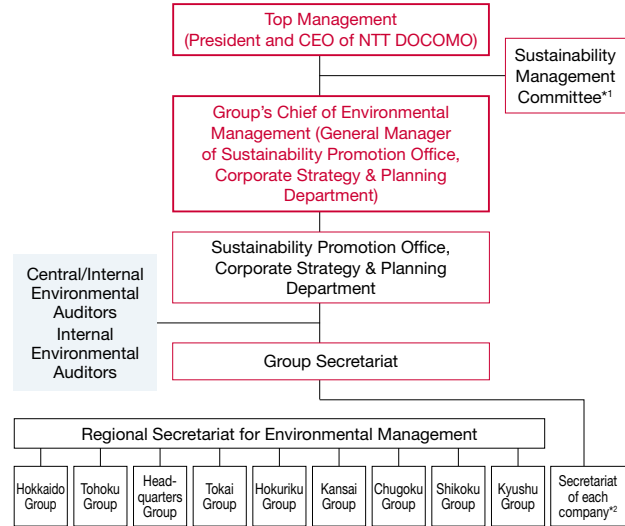 Top Management
(President and CEO of NTT DOCOMO)
Sustainability
Management
Committee*1
Group's Chief of Environmental
Management (General Manager
of Sustainability Promotion Office,
Corporate Strategy & Planning
Department)
Sustainability Promotion Office,
Corporate Strategy & Planning
Department
Central/Internal
Environmental
Auditors
Internal
Environmental
Auditors
Group Secretariat
Regional Secretariat for Environmental Management
Hokkaido
Group
Tohoku
Group
Head-
quarters
Group
Tokai
Group
Hokuriku
Group
Kansai
Group
Chugoku
Group
Shikoku
Group
Kyushu
Group
Secretariat
of each
company*2